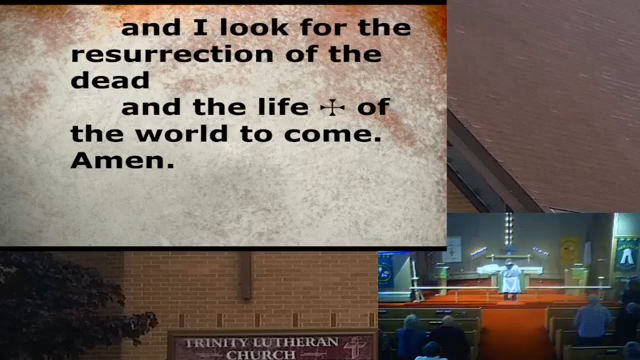 and I look for the
resurrection of the
dead
and the life ☩ of
the world to come.
Amen.
TRINITY LUTHERAN
CHURCH